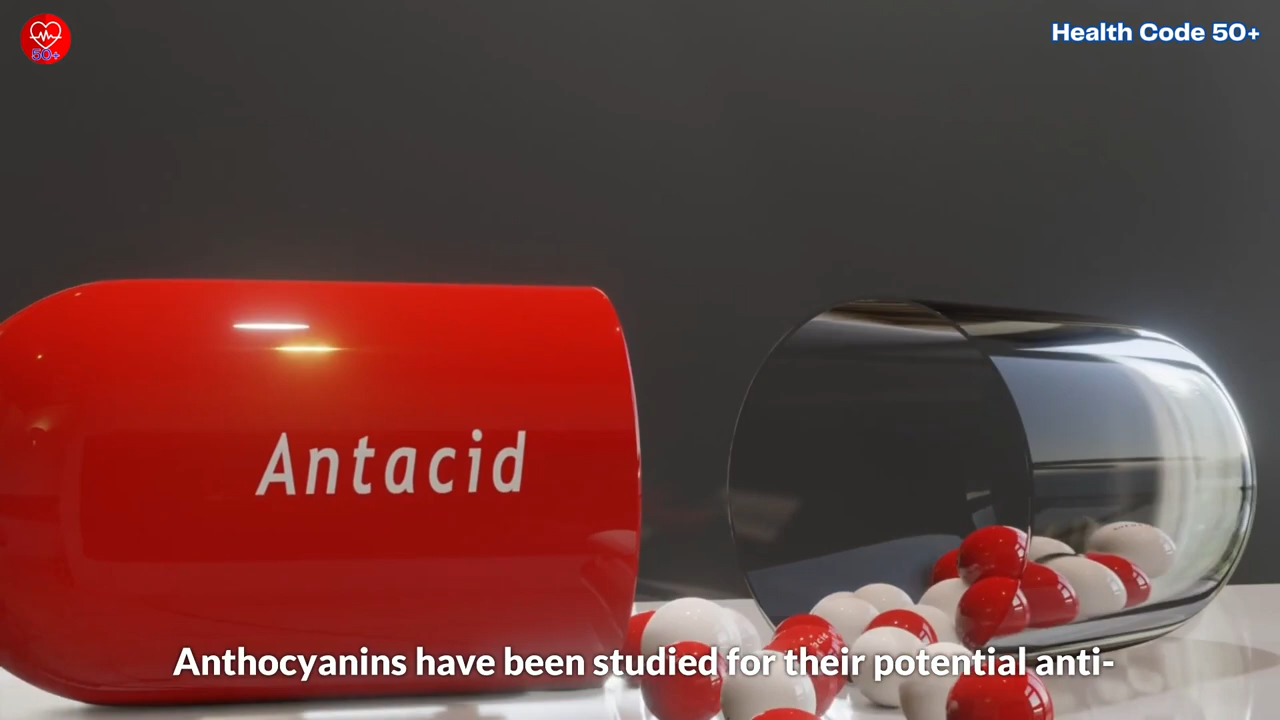 50+
Health Code 50+
Antacid
Anthocyanins have been studied for their potential anti-